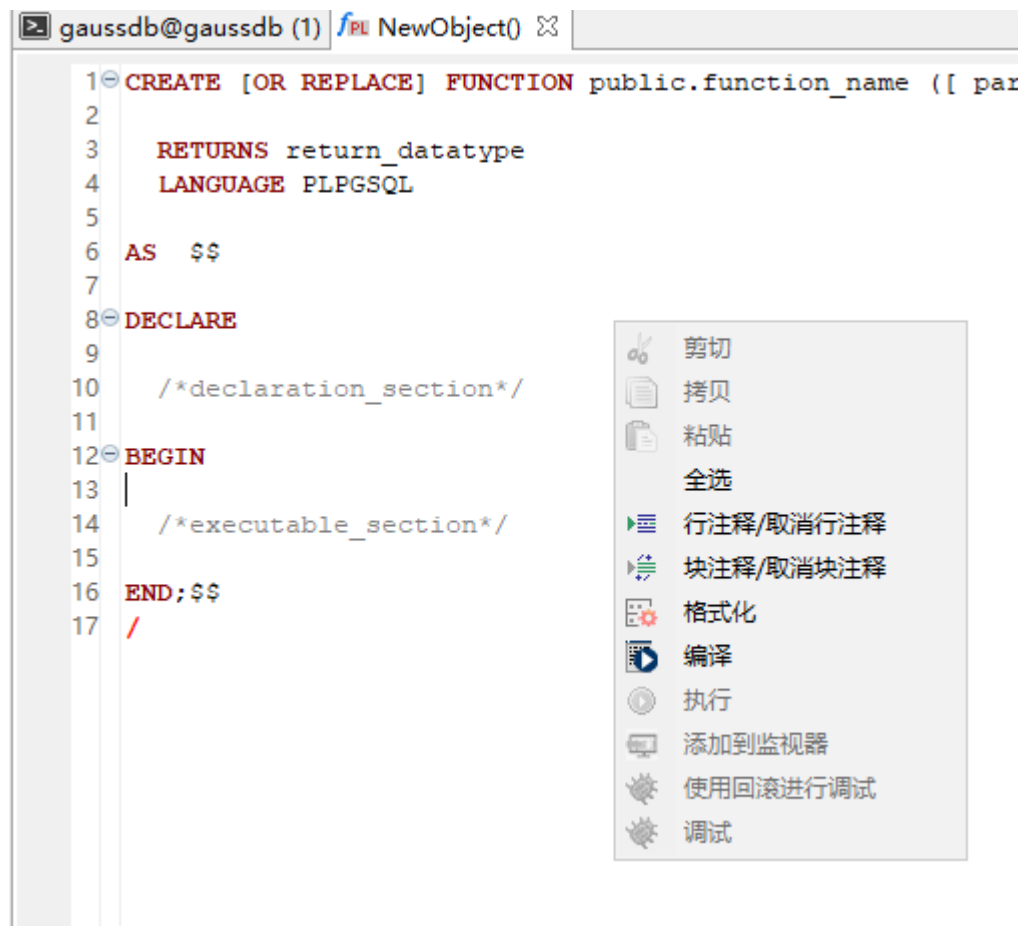 gaussdb@gaussdb (1) PL NewObject()
1 CREATE [OR REPLACE] FUNCTION public.function_name ([ par
2
3 RETURNS return_datatype
4 LANGUAGE PLPGSQL
5
6 AS $$
7
8 DECLARE
9
10 /*declaration_section*/
11
12 BEGIN
13
14 /*executable_section*/
15
16 END;$$
17 /
剪切
拷贝
粘贴
全选
行注释/取消行注释
块注释/取消块注释
格式化
编译
执行
添加到监视器
使用回滚进行调试
调试